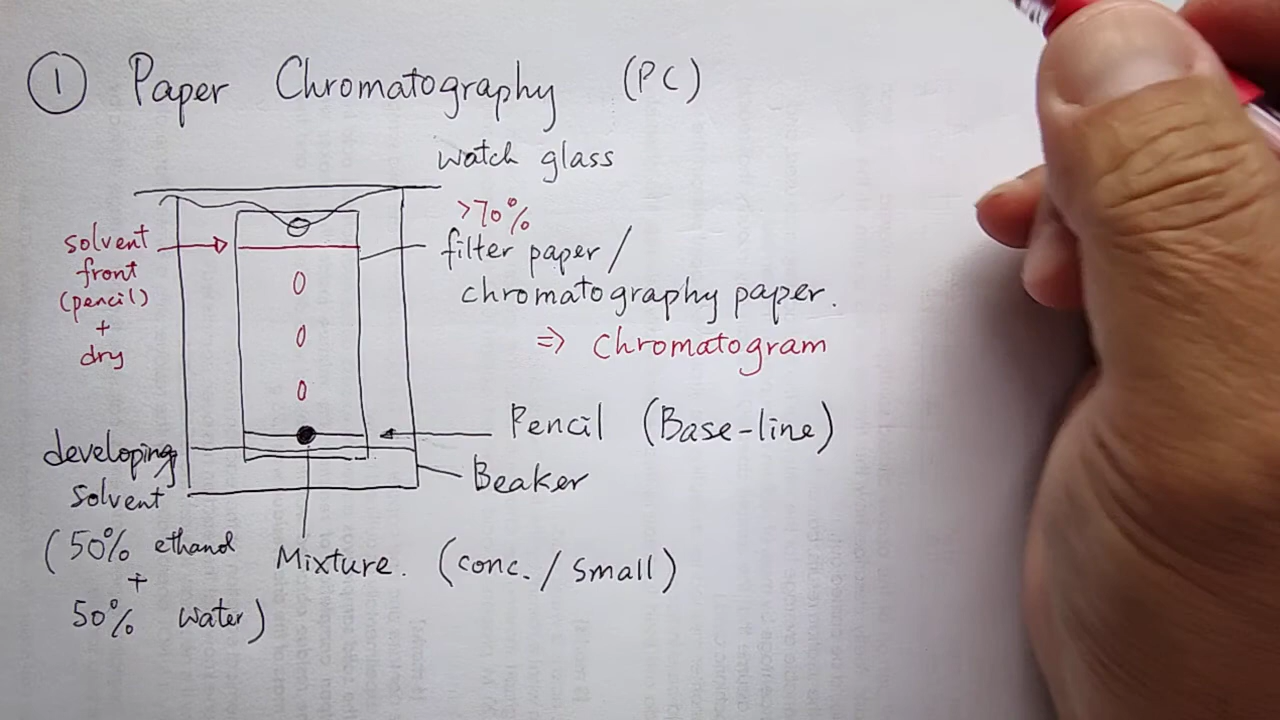 ① Paper Chromatography (PC)
watch glass
>70%
filter paper /
chromatography paper.
⇒ Chromatogram
solvent
front
(pencil)
+
dry
Pencil (Base-line)
Beaker
developing
solvent
(50% ethanol
+
50% water)
Mixture. (conc. / small)